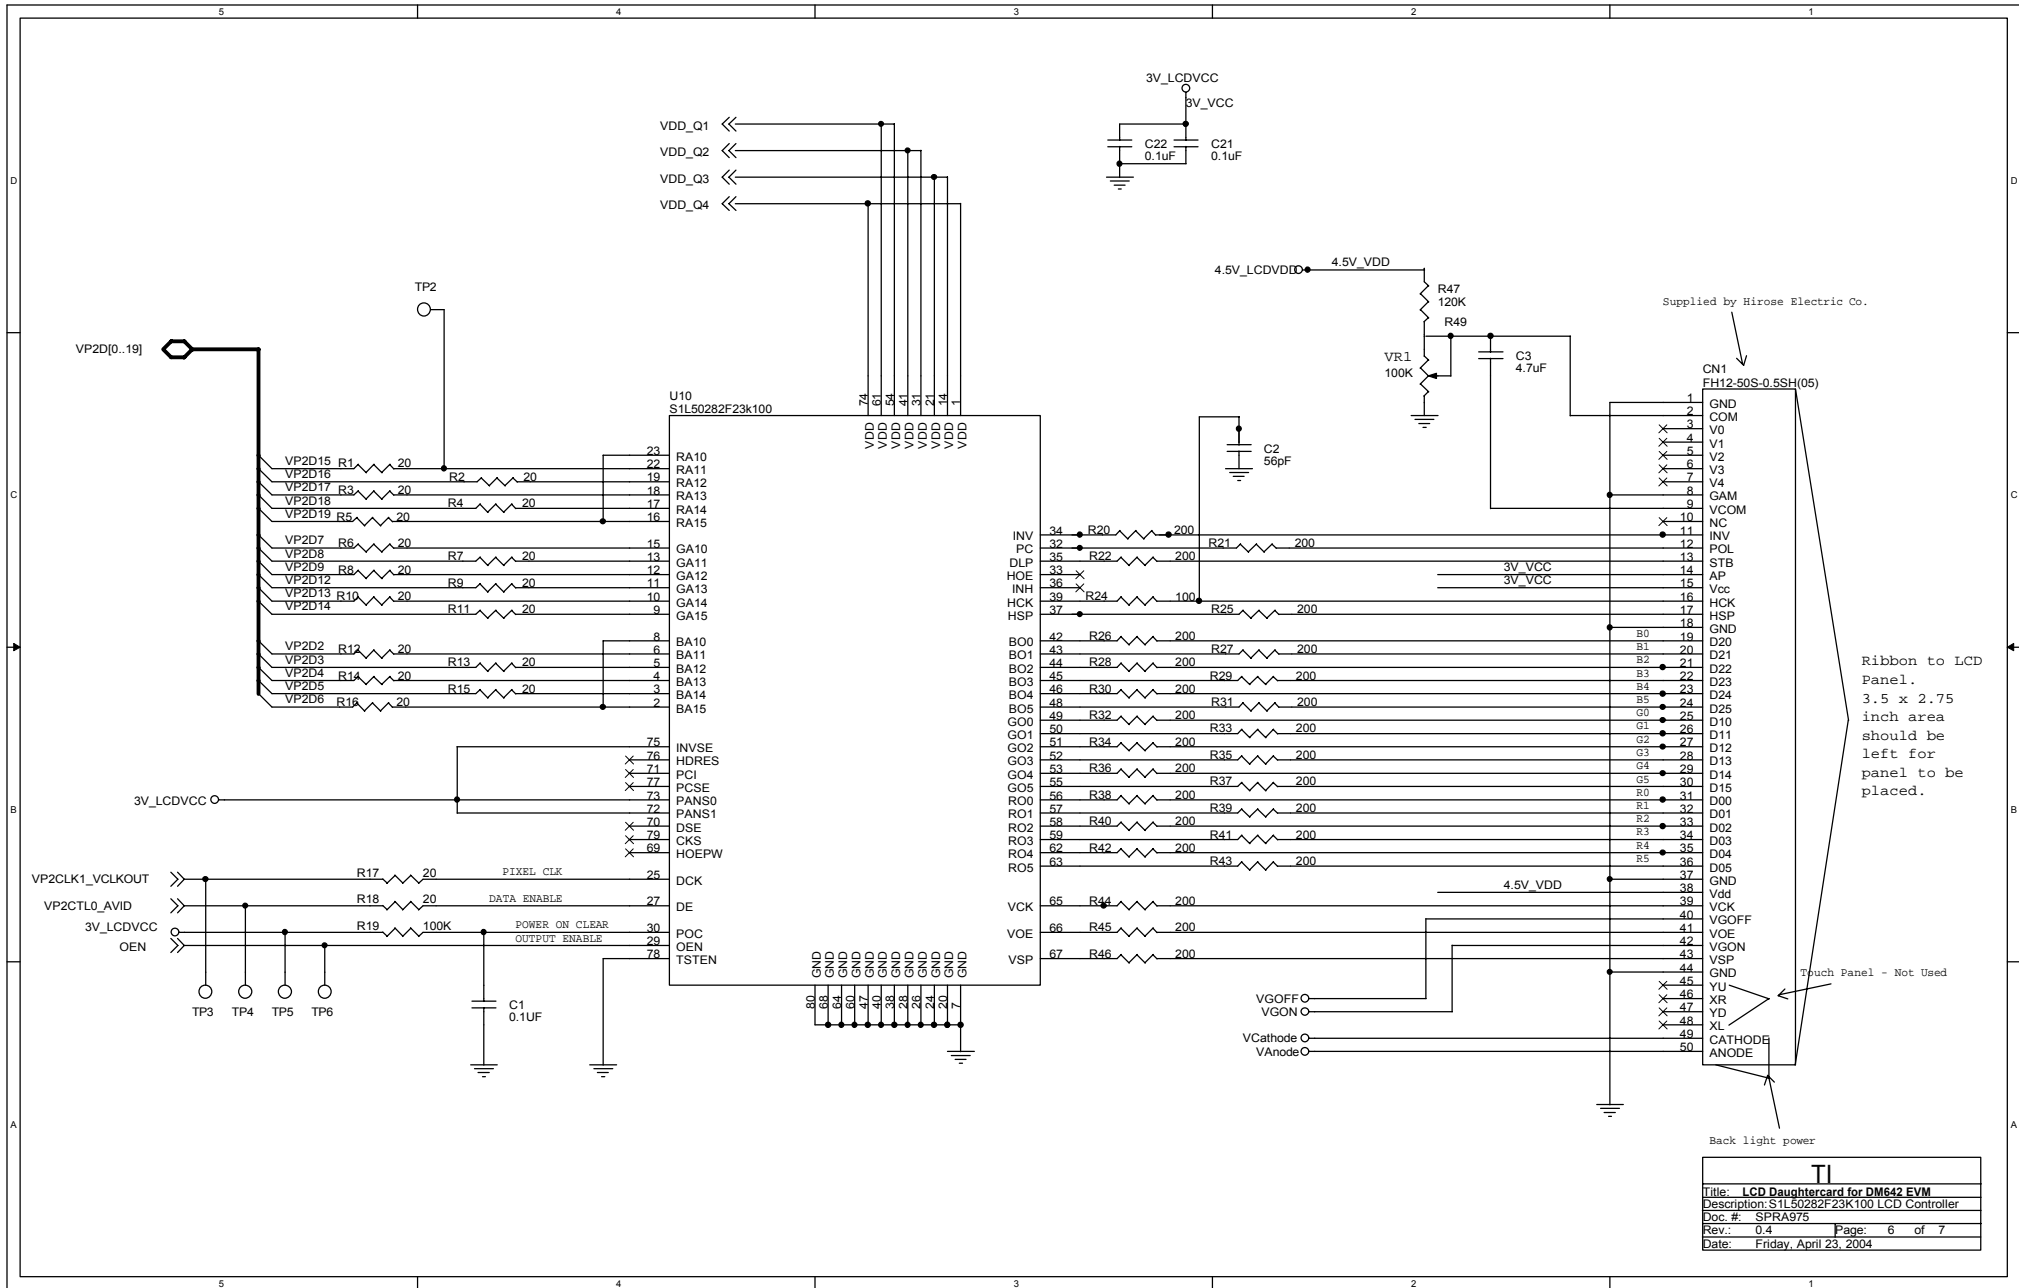 5 4 3 2 1
D
C
B
A
3V_LCDVCC
3V_VCC
C22
0.1uF
C21
0.1uF
VDD_Q1
VDD_Q2
VDD_Q3
VDD_Q4
TP2
VP2D[0..19]
4.5V_LCDVDD
4.5V_VDD
R47
120K
R49
VR1
100K
C3
4.7uF
C2
56pF
Supplied by Hirose Electric Co.
U10
S1L50282F23k100
74 61 54 41 31 21 14 1
VDD VDD VDD VDD VDD VDD VDD VDD
23 RA10
VP2D15 R1 20 22 RA11
VP2D16 R2 20 19 RA12
VP2D17 R3 20 18 RA13
VP2D18 R4 20 17 RA14
VP2D19 R5 20 16 RA15
VP2D7 R6 20 15 GA10
VP2D8 R7 20 13 GA11
VP2D9 R8 20 12 GA12
VP2D12 R9 20 11 GA13
VP2D13 R10 20 10 GA14
VP2D14 R11 20 9 GA15
8 BA10
VP2D2 R12 20 6 BA11
VP2D3 R13 20 5 BA12
VP2D4 R14 20 4 BA13
VP2D5 R15 20 3 BA14
VP2D6 R16 20 2 BA15
75 INVSE
76 HDRES
71 PCI
77 PCSE
3V_LCDVCC 73 PANS0
72 PANS1
70 DSE
79 CKS
69 HOEPW
VP2CLK1_VCLKOUT R17 20 PIXEL CLK 25 DCK
VP2CTL0_AVID R18 20 DATA ENABLE 27 DE
3V_LCDVCC R19 100K POWER ON CLEAR 30 POC
OEN OUTPUT ENABLE 29 OEN
78 TSTEN
TP3 TP4 TP5 TP6
C1
0.1UF
GND GND GND GND GND GND GND GND GND GND GND GND
80 68 64 60 47 40 38 28 26 24 20 7
INV 34 R20 200
PC 32 R21 200
DLP 35 R22 200
HOE 33
INH 36
HCK 39 R24 100
HSP 37 R25 200
BO0 42 R26 200 B0
BO1 43 R27 200 B1
BO2 44 R28 200 B2
BO3 45 R29 200 B3
BO4 46 R30 200 B4
BO5 48 R31 200 B5
GO0 49 R32 200 G0
GO1 50 R33 200 G1
GO2 51 R34 200 G2
GO3 52 R35 200 G3
GO4 53 R36 200 G4
GO5 55 R37 200 G5
RO0 56 R38 200 R0
RO1 57 R39 200 R1
RO2 58 R40 200 R2
RO3 59 R41 200 R3
RO4 62 R42 200 R4
RO5 63 R43 200 R5
VCK 65 R44 200
VOE 66 R45 200
VSP 67 R46 200
3V_VCC
3V_VCC
4.5V_VDD
VGOFF
VGON
VCathode
VAnode
CN1
FH12-50S-0.5SH(05)
1 GND
2 COM
3 V0
4 V1
5 V2
6 V3
7 V4
8 GAM
9 VCOM
10 NC
11 INV
12 POL
13 STB
14 AP
15 Vcc
16 HCK
17 HSP
18 GND
19 D20
20 D21
21 D22
22 D23
23 D24
24 D25
25 D10
26 D11
27 D12
28 D13
29 D14
30 D15
31 D00
32 D01
33 D02
34 D03
35 D04
36 D05
37 GND
38 Vdd
39 VCK
40 VGOFF
41 VOE
42 VGON
43 VSP
44 GND
45 YU
46 XR
47 YD
48 XL
49 CATHODE
50 ANODE
Touch Panel - Not Used
Ribbon to LCD
Panel.
3.5 x 2.75
inch area
should be
left for
panel to be
placed.
Back light power
TI
Title: LCD Daughtercard for DM642 EVM
Description: S1L50282F23K100 LCD Controller
Doc. #: SPRA975
Rev.: 0.4 Page: 6 of 7
Date: Friday, April 23, 2004
D
C
B
A
5 4 3 2 1